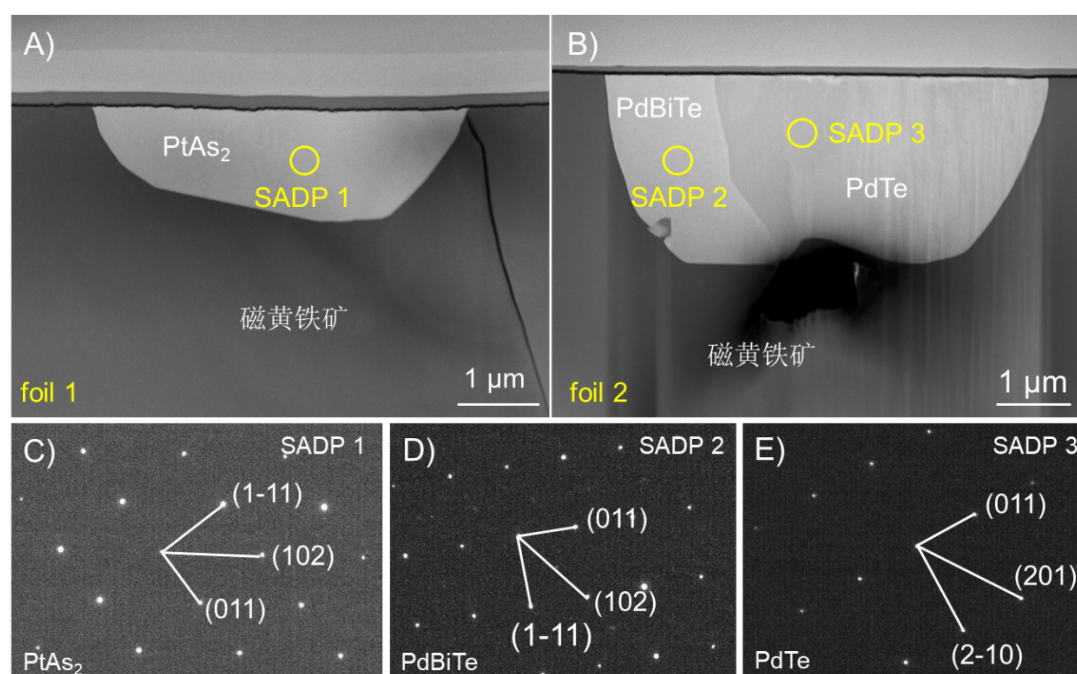 A)
PtAs₂
SADP 1
磁黄铁矿
foil 1
1 μm
B)
PdBiTe
SADP 3
SADP 2
PdTe
磁黄铁矿
foil 2
1 μm
C)
SADP 1
(1-11)
(102)
(011)
PtAs₂
D)
SADP 2
(011)
(102)
(1-11)
PdBiTe
E)
SADP 3
(011)
(201)
(2-10)
PdTe